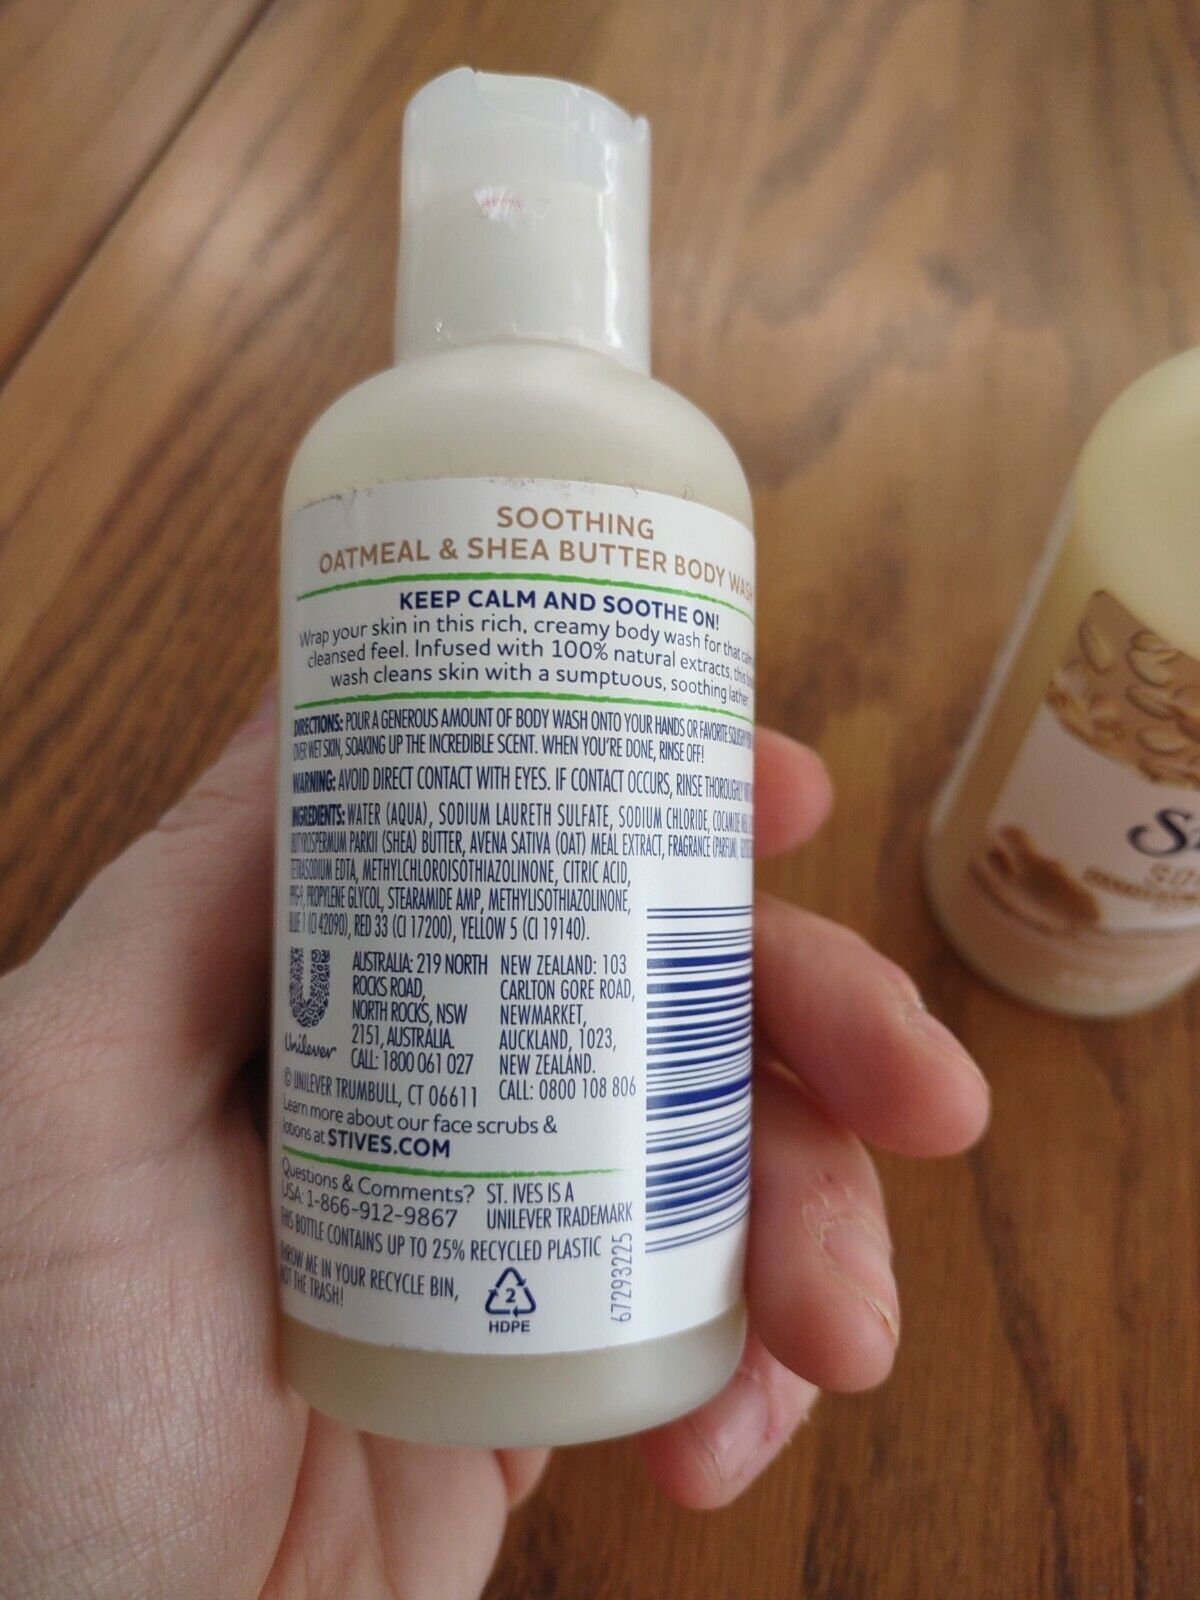 SOOTHING
OATMEAL & SHEA BUTTER BODY WASH
KEEP CALM AND SOOTHE ON!
Wrap your skin in this rich, creamy body wash for that calm
cleansed feel. Infused with 100% natural extracts, this
wash cleans skin with a sumptuous, soothing lather
DIRECTIONS: POUR A GENEROUS AMOUNT OF BODY WASH ONTO YOUR HANDS OR FAVORITE
OVER WET SKIN, SOAKING UP THE INCREDIBLE SCENT. WHEN YOU'RE DONE, RINSE OFF!
WARNING: AVOID DIRECT CONTACT WITH EYES. IF CONTACT OCCURS, RINSE THOROUGHLY
INGREDIENTS: WATER (AQUA), SODIUM LAURETH SULFATE, SODIUM CHLORIDE,
BUTYROSPERMUM PARKII (SHEA) BUTTER, AVENA SATIVA (OAT) MEAL EXTRACT, FRAGRANCE (PARFUM),
TETRASODIUM EDTA, METHYLCHLOROISOTHIAZOLINONE, CITRIC ACID,
PPG-9, PROPYLENE GLYCOL, STEARAMIDE AMP, METHYLISOTHIAZOLINONE,
BLUE 1 (CI 42090), RED 33 (CI 17200), YELLOW 5 (CI 19140).
Unilever
AUSTRALIA: 219 NORTH
ROCKS ROAD,
NORTH ROCKS, NSW
2151, AUSTRALIA.
CALL: 1800 061 027
NEW ZEALAND: 103
CARLTON GORE ROAD,
NEWMARKET,
AUCKLAND, 1023,
NEW ZEALAND.
CALL: 0800 108 806
© UNILEVER TRUMBULL, CT 06611
Learn more about our face scrubs &
lotions at STIVES.COM
Questions & Comments?
USA: 1-866-912-9867
ST. IVES IS A
UNILEVER TRADEMARK
THIS BOTTLE CONTAINS UP TO 25% RECYCLED PLASTIC
THROW ME IN YOUR RECYCLE BIN,
NOT THE TRASH!
2
HDPE
67293225